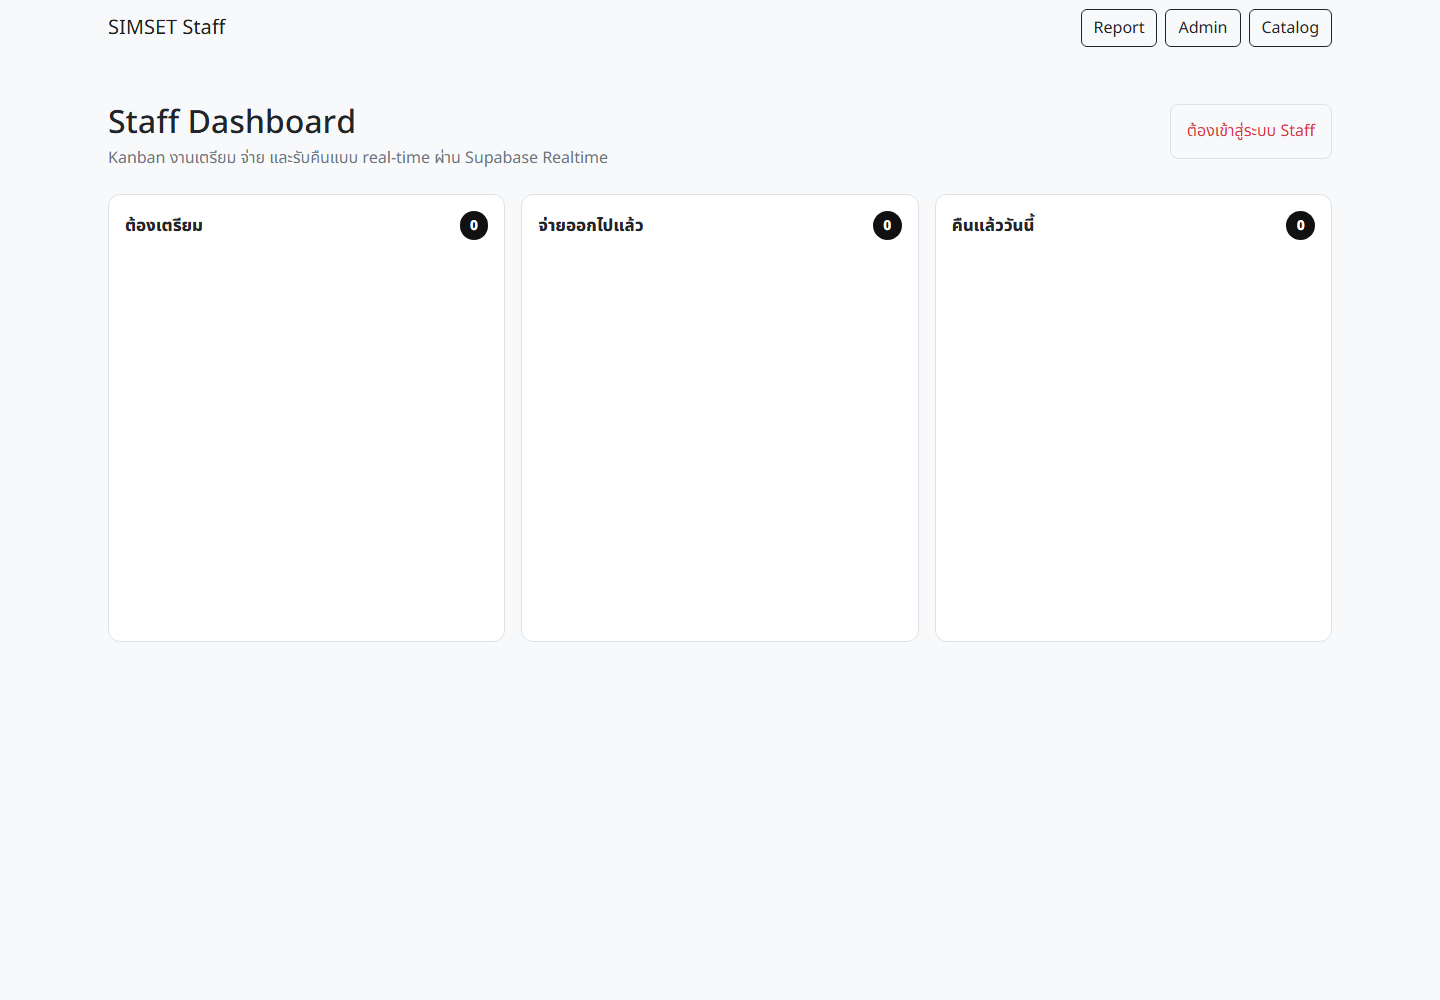 SIMSET Staff
Report
Admin
Catalog
Staff Dashboard
Kanban งานเตรียม จ่าย และรับคืนแบบ real-time ผ่าน Supabase Realtime
ต้องเข้าสู่ระบบ Staff
ต้องเตรียม
0
จ่ายออกไปแล้ว
0
คืนแล้ววันนี้
0